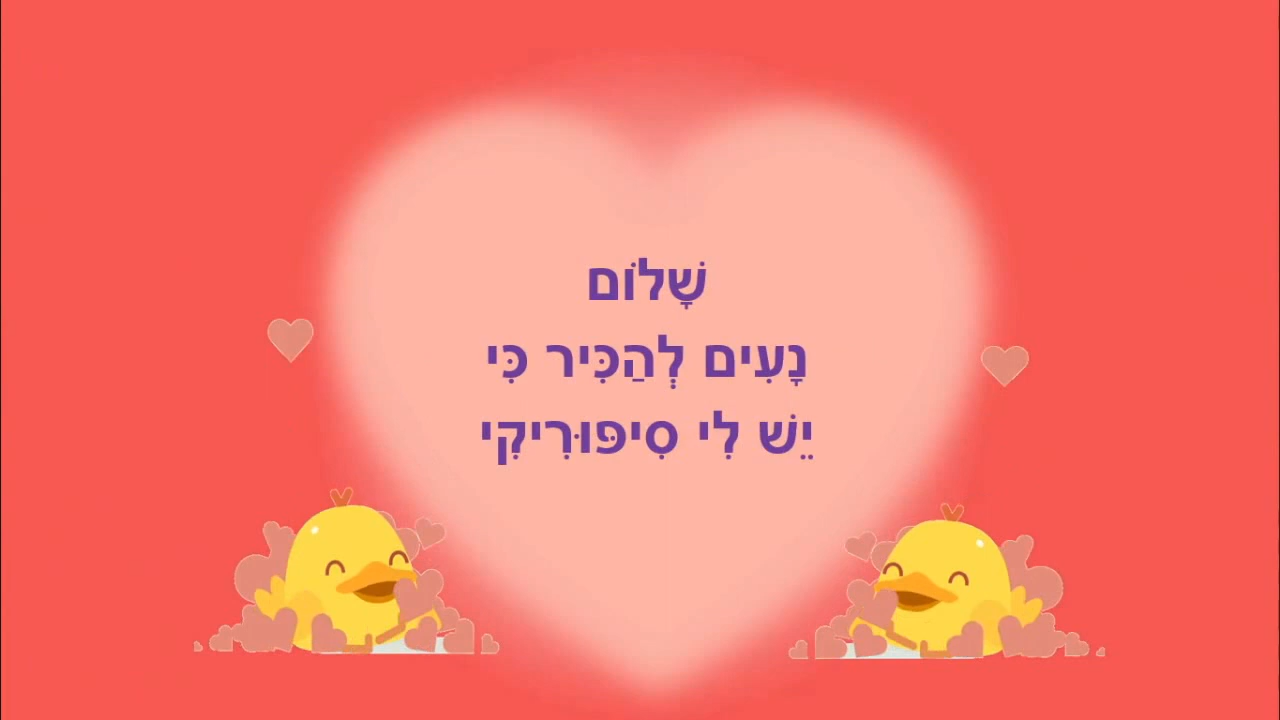 שָׁלוֹם
נָעִים לְהַכִּיר כִּי
יֵשׁ לִי סִיפּוּרִיקִי